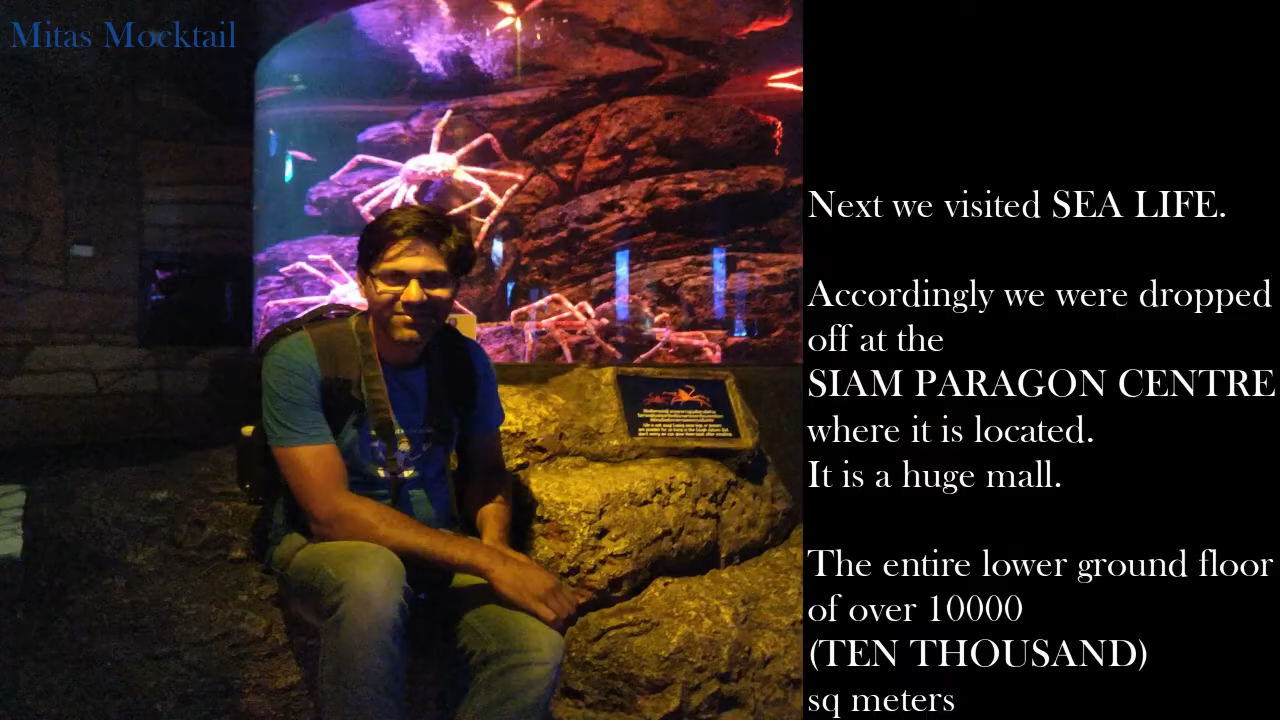 Mitas Mocktail
Next we visited SEA LIFE.
Accordingly we were dropped
off at the
SIAM PARAGON CENTRE
where it is located.
It is a huge mall.
The entire lower ground floor
of over 10000
(TEN THOUSAND)
sq meters